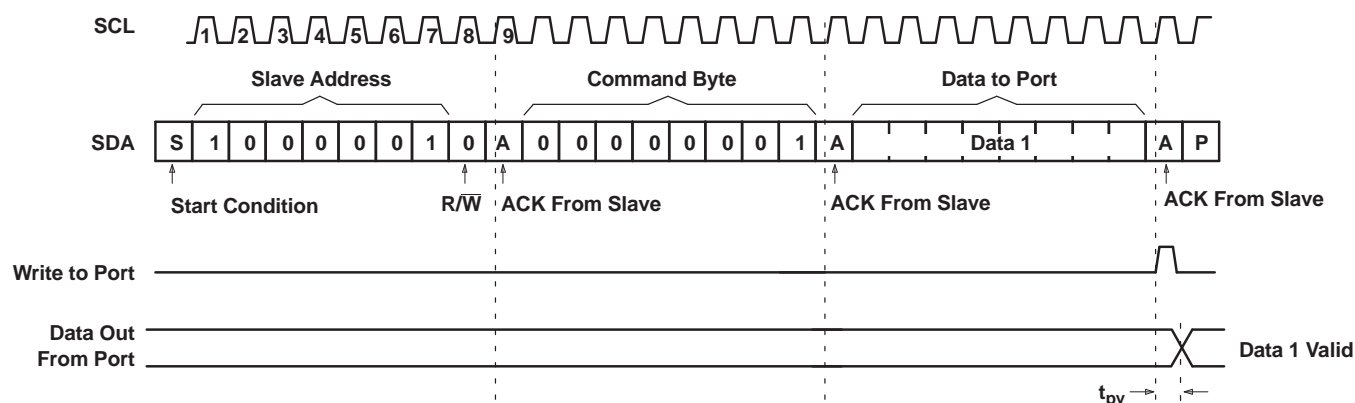 SCL
1 2 3 4 5 6 7 8 9
Slave Address Command Byte Data to Port
SDA S 1 0 0 0 0 0 1 0 A 0 0 0 0 0 0 0 1 A Data 1 A P
Start Condition R/W̅ ACK From Slave ACK From Slave ACK From Slave
Write to Port
Data Out
From Port
Data 1 Valid
tpv